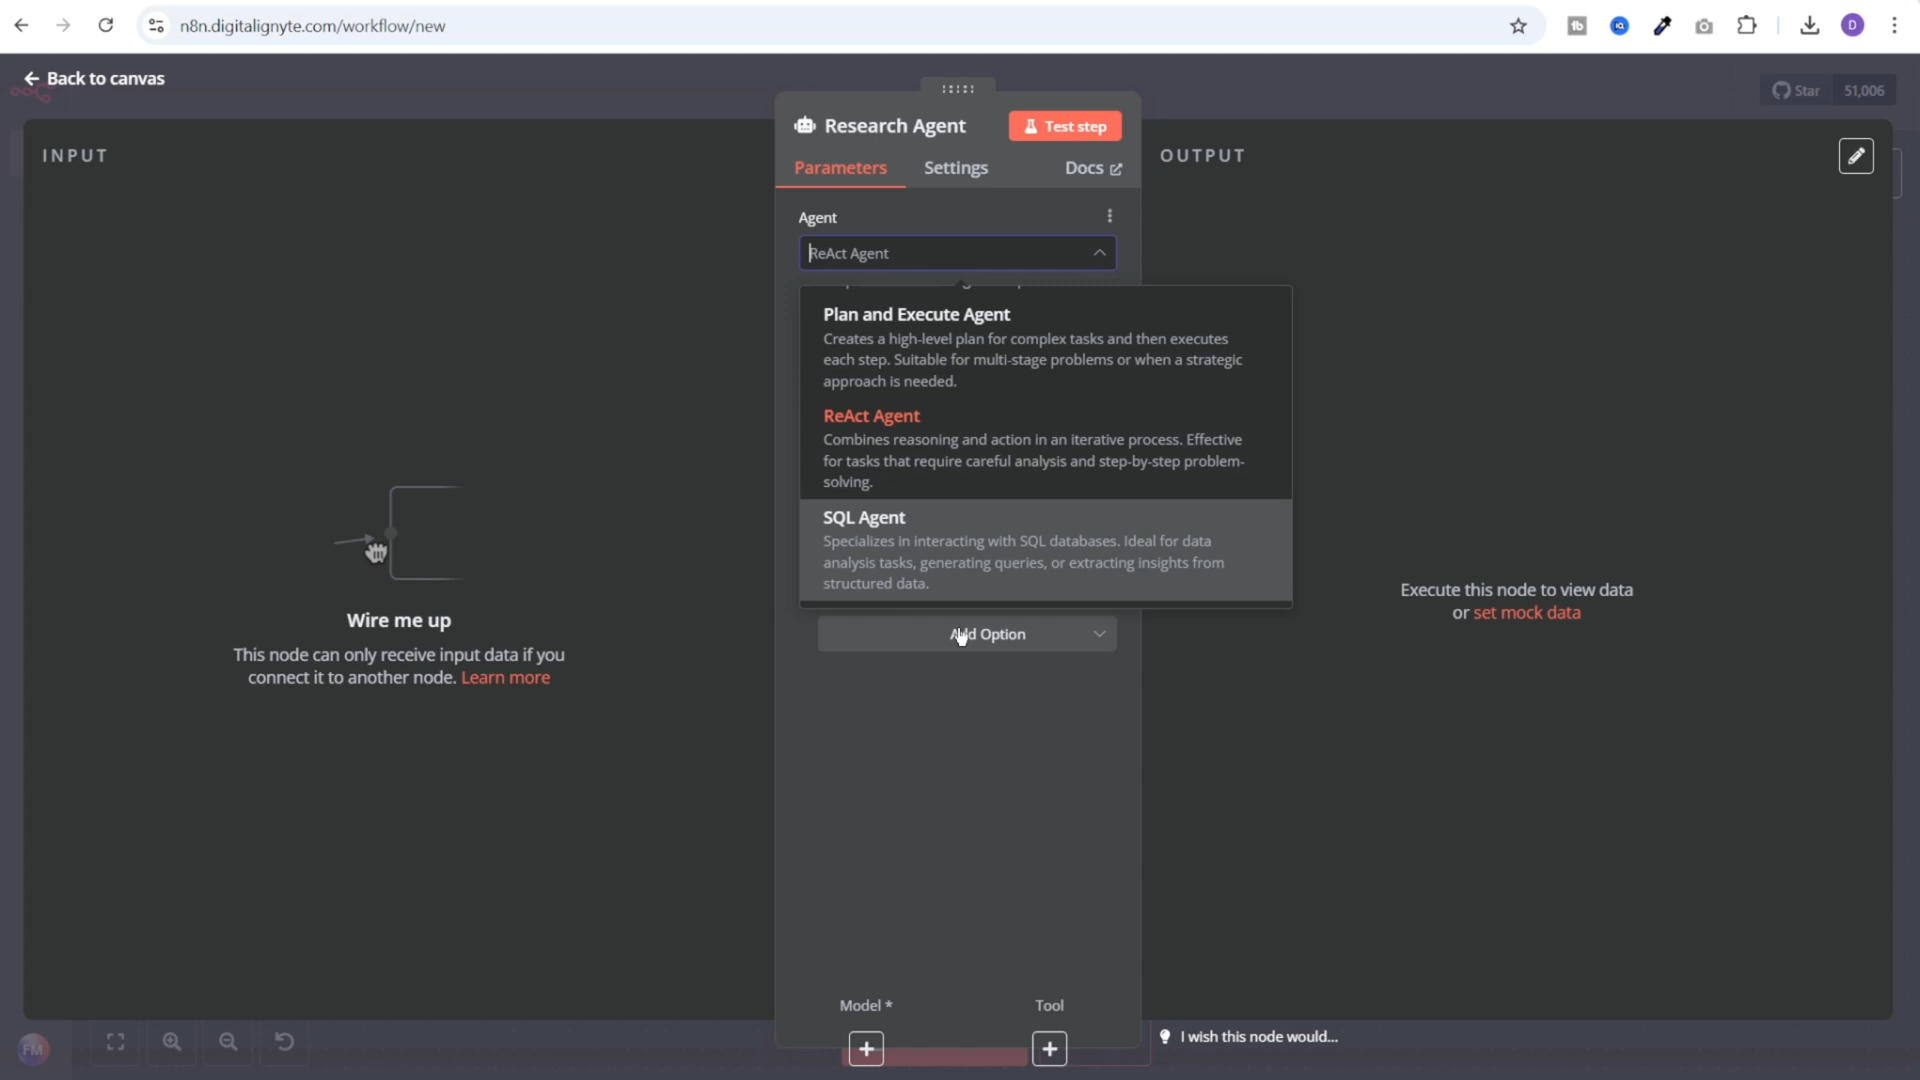 n8n.digitalignyte.com/workflow/new
D
Back to canvas
Star 51,006
INPUT
Research Agent
Test step
OUTPUT
Parameters
Settings
Docs
Agent
ReAct Agent
Plan and Execute Agent
Creates a high-level plan for complex tasks and then executes
each step. Suitable for multi-stage problems or when a strategic
approach is needed.
ReAct Agent
Combines reasoning and action in an iterative process. Effective
for tasks that require careful analysis and step-by-step problem-
solving.
SQL Agent
Specializes in interacting with SQL databases. Ideal for data
analysis tasks, generating queries, or extracting insights from
structured data.
Add Option
Wire me up
This node can only receive input data if you
connect it to another node. Learn more
Execute this node to view data
or set mock data
Model *
Tool
I wish this node would...
FM